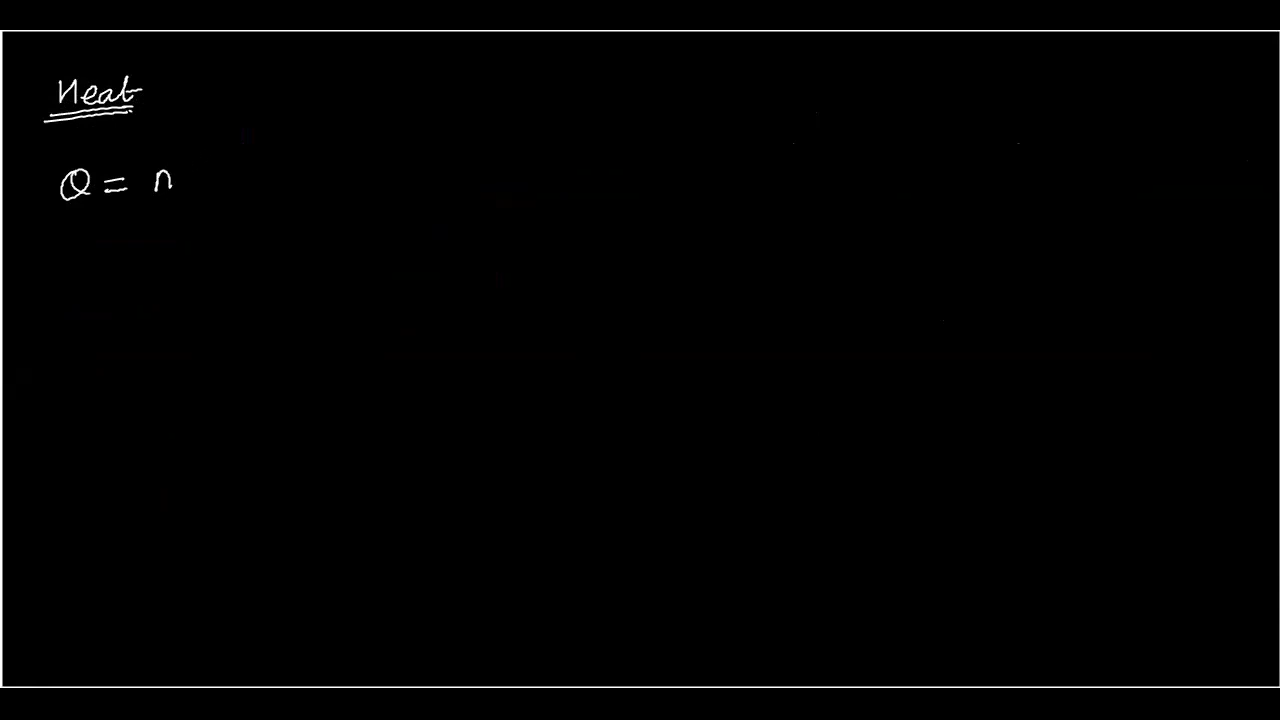 Heat
Q = n